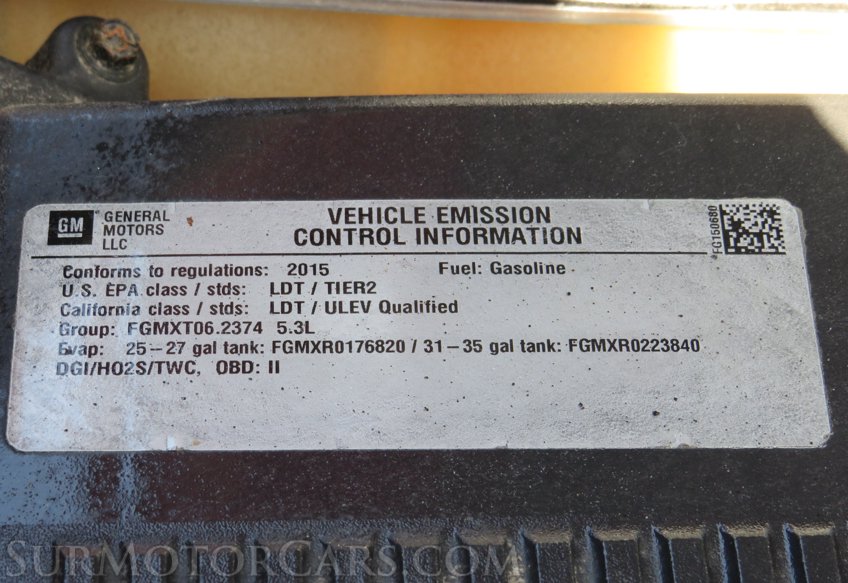 GM
GENERAL
MOTORS
LLC
VEHICLE EMISSION
CONTROL INFORMATION
*FG150680
Conforms to regulations: 2015 Fuel: Gasoline
U.S. EPA class / stds: LDT / TIER2
California class / stds: LDT / ULEV Qualified
Group: FGMXT06.2374 5.3L
Evap: 25-27 gal tank: FGMXR0176820 / 31-35 gal tank: FGMXR0223840
DGI/HO2S/TWC, OBD: II
SURMOTORCARS.COM